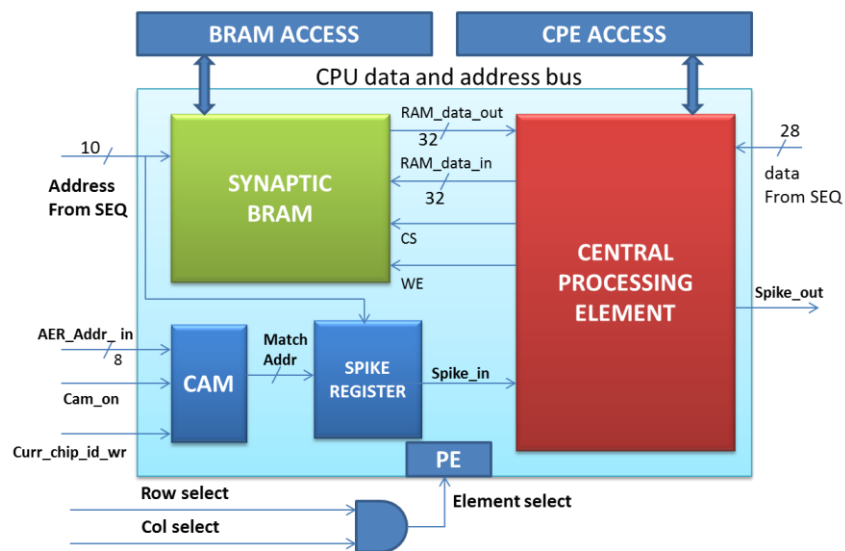 BRAM ACCESS
CPE ACCESS
CPU data and address bus
10
Address
From SEQ
SYNAPTIC
BRAM
RAM_data_out
32
RAM_data_in
32
CS
WE
CENTRAL
PROCESSING
ELEMENT
28
data
From SEQ
Spike_out
AER_Addr_ in
8
Cam_on
Curr_chip_id_wr
CAM
Match
Addr
SPIKE
REGISTER
Spike_in
PE
Row select
Col select
Element select